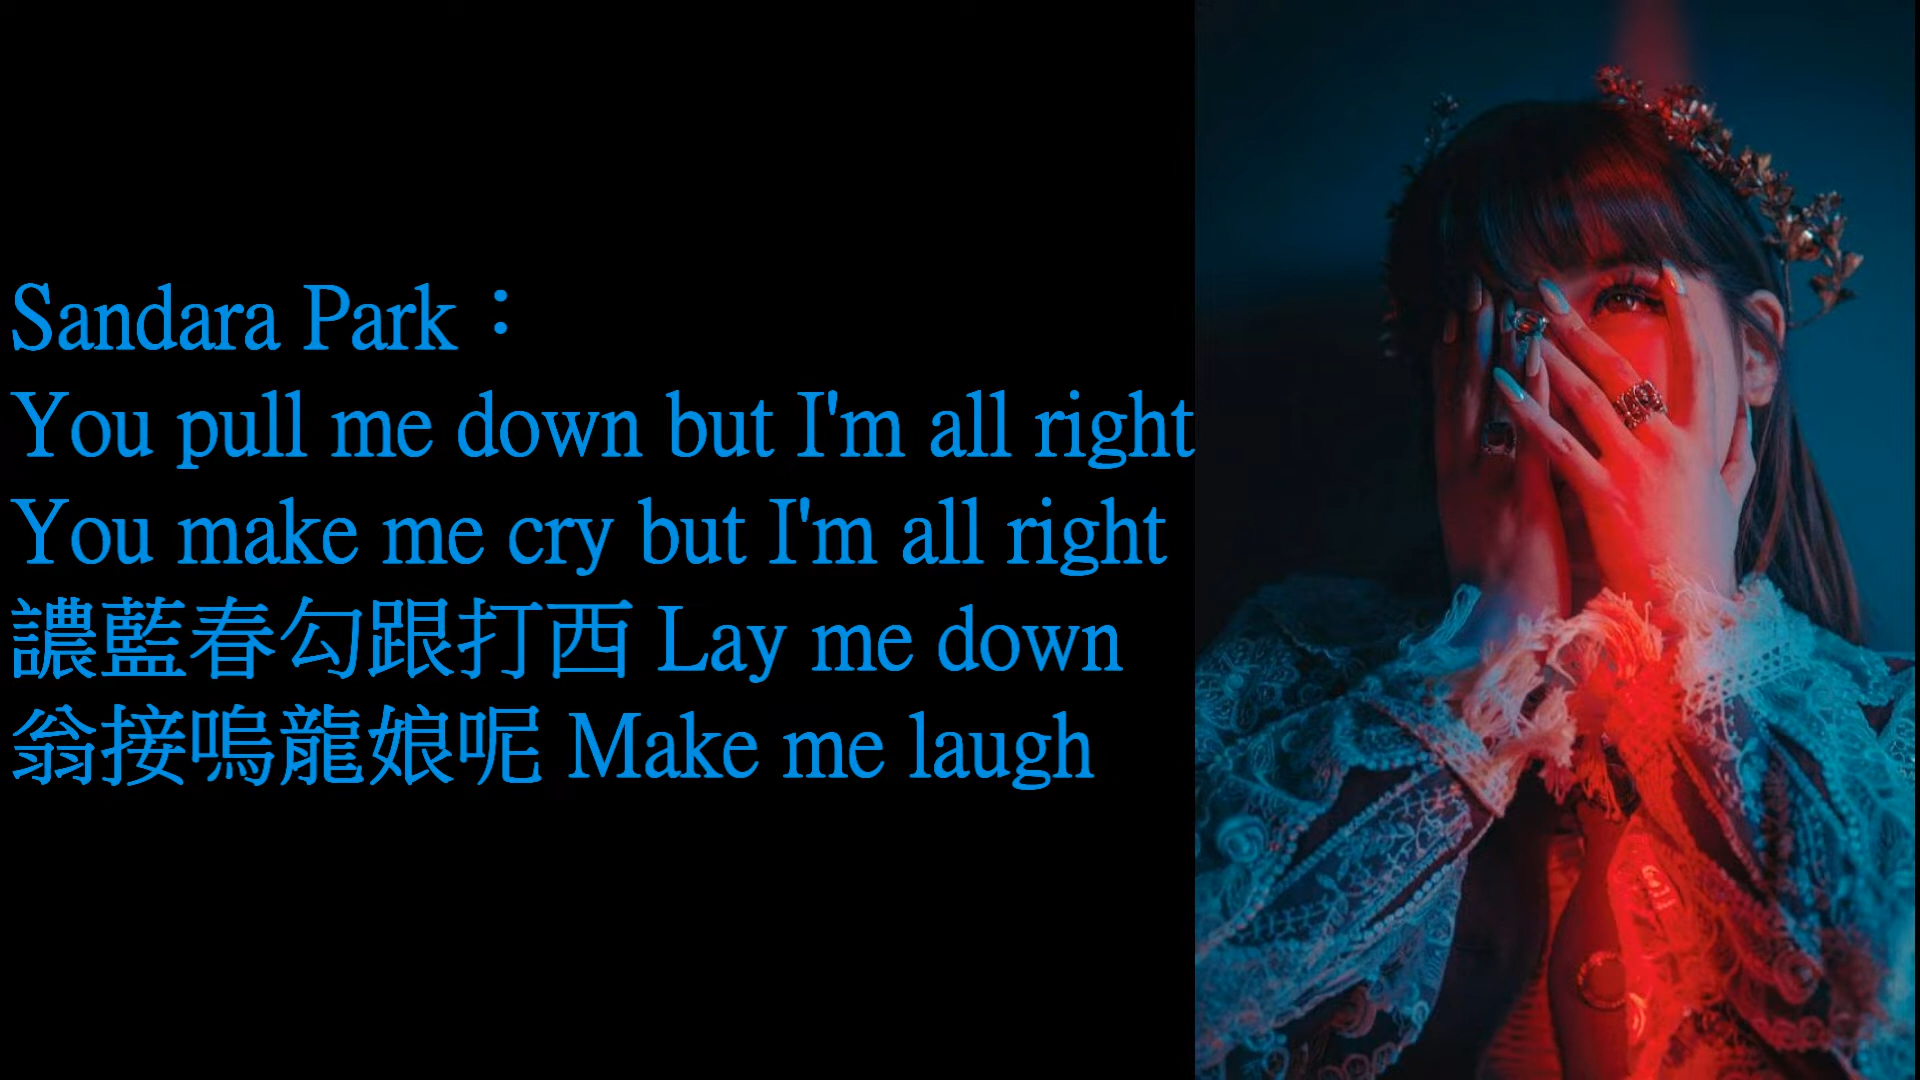 Sandara Park：
You pull me down but I'm all right
You make me cry but I'm all right
譨藍春勾跟打西 Lay me down
翁接嗚龍娘呢 Make me laugh